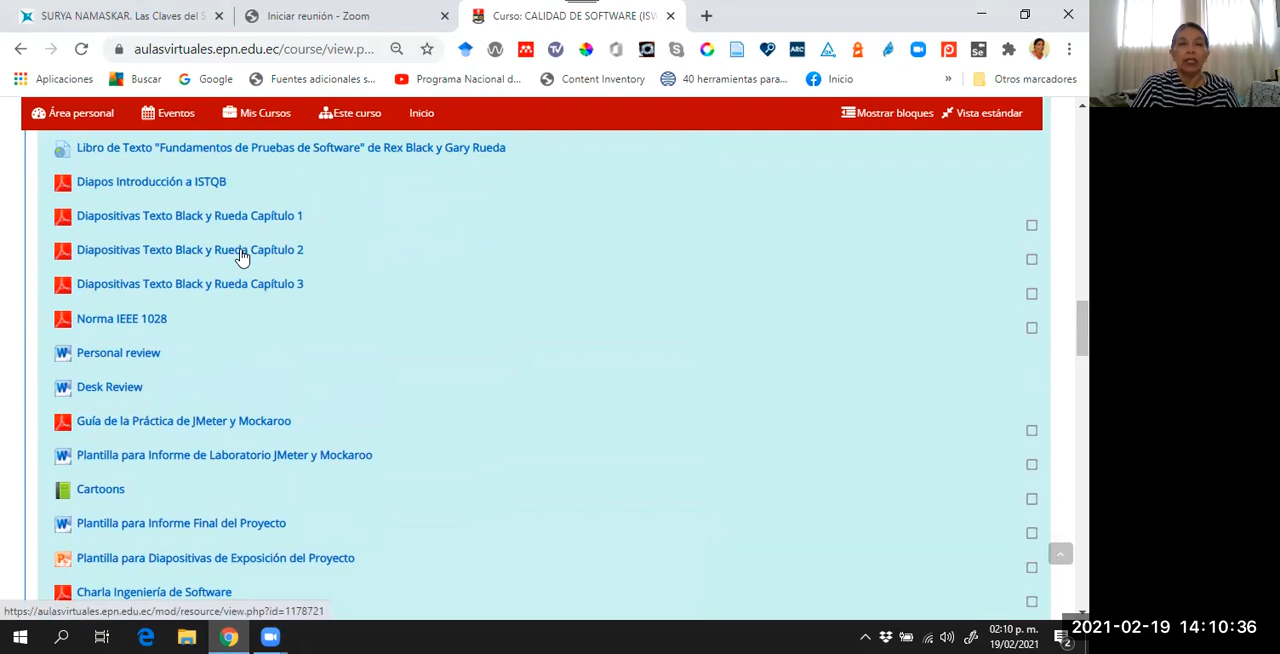 SURYA NAMASKAR. Las Claves del S
Iniciar reunión - Zoom
Curso: CALIDAD DE SOFTWARE (ISW
aulasvirtuales.epn.edu.ec/course/view.p...
Aplicaciones
Buscar
Google
Fuentes adicionales s...
Programa Nacional d...
Content Inventory
40 herramientas para...
Inicio
»
Otros marcadores
Área personal
Eventos
Mis Cursos
Este curso
Inicio
Mostrar bloques
Vista estándar
Libro de Texto "Fundamentos de Pruebas de Software" de Rex Black y Gary Rueda
Diapos Introducción a ISTQB
Diapositivas Texto Black y Rueda Capítulo 1
Diapositivas Texto Black y Rueda Capítulo 2
Diapositivas Texto Black y Rueda Capítulo 3
Norma IEEE 1028
Personal review
Desk Review
Guía de la Práctica de JMeter y Mockaroo
Plantilla para Informe de Laboratorio JMeter y Mockaroo
Cartoons
Plantilla para Informe Final del Proyecto
Plantilla para Diapositivas de Exposición del Proyecto
Charla Ingeniería de Software
https://aulasvirtuales.epn.edu.ec/mod/resource/view.php?id=1178721
02:10 p. m.
19/02/2021
2
2021-02-19 14:10:36